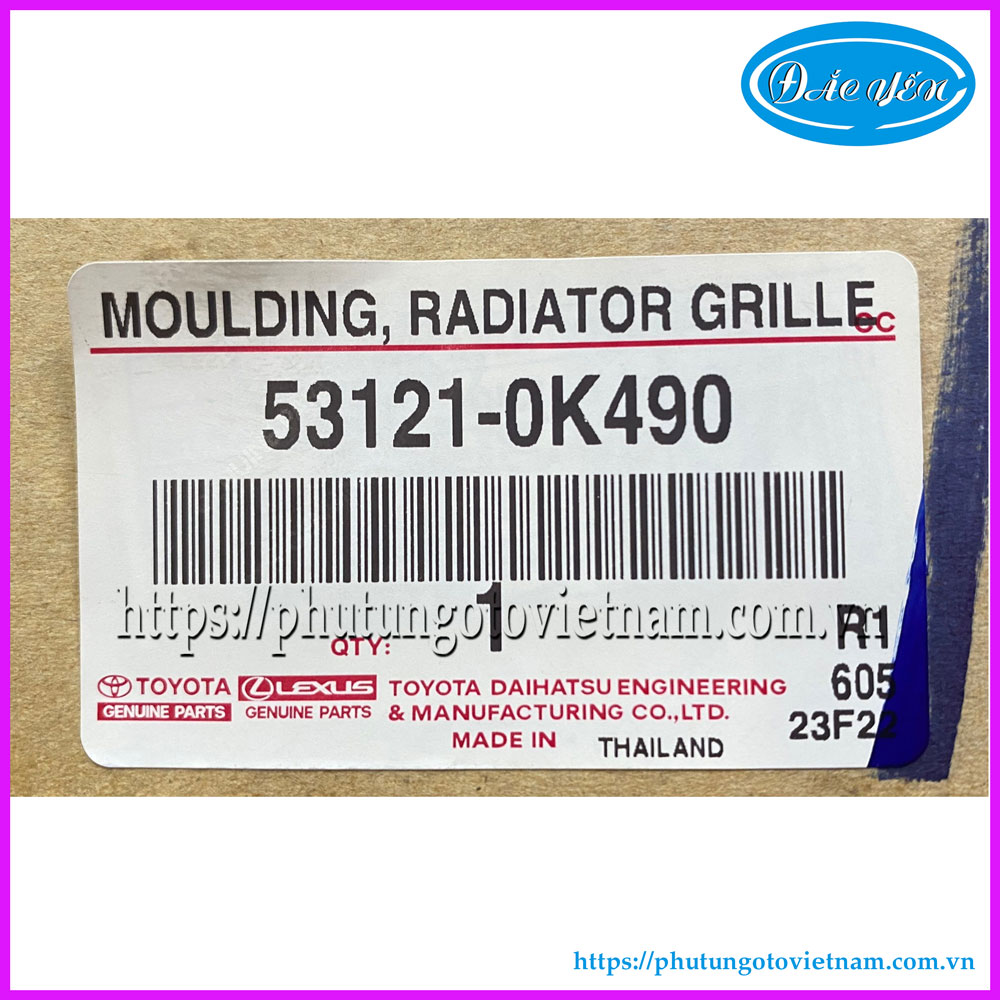 ĐẮC YẾN
MOULDING, RADIATOR GRILLE
CC
53121-0K490
https://phutungotovietnam.com.vn
QTY: 1
R1
TOYOTA
GENUINE PARTS
LEXUS
GENUINE PARTS
TOYOTA DAIHATSU ENGINEERING
& MANUFACTURING CO.,LTD.
MADE IN THAILAND
605
23F22
https://phutungotovietnam.com.vn